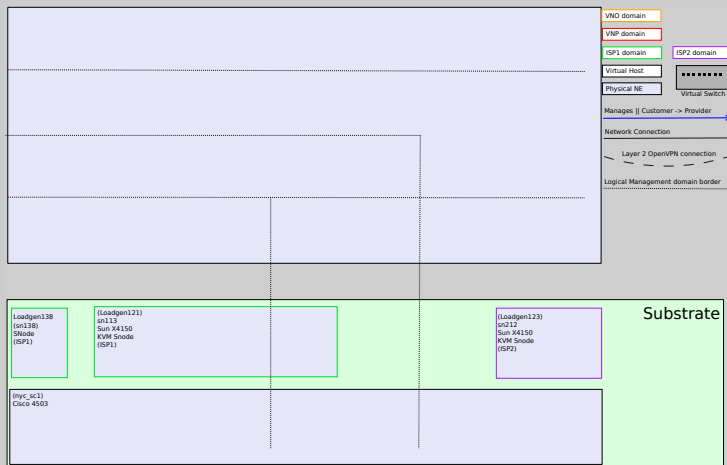 VNO domain
VNP domain
ISP1 domain
ISP2 domain
Virtual Host
Physical NE
Virtual Switch
Manages || Customer -> Provider
Network Connection
Layer 2 OpenVPN connection
Logical Management domain border
Substrate
Loadgen138
(sn138)
SNode
(ISP1)
(Loadgen121)
sn113
Sun X4150
KVM Snode
(ISP1)
(Loadgen123)
sn212
Sun X4150
KVM Snode
(ISP2)
(nyc_sc1)
Cisco 4503